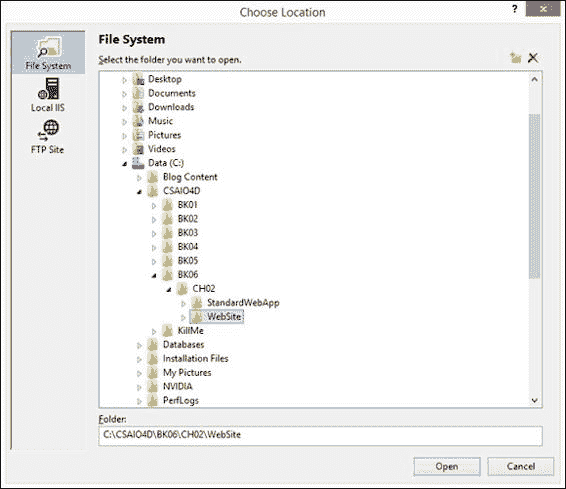 Choose Location
?
File System
Local IIS
FTP Site
File System
Select the folder you want to open.
Desktop
Documents
Downloads
Music
Pictures
Videos
Data (C:)
Blog Content
CSAIO4D
BK01
BK02
BK03
BK04
BK05
BK06
CH02
StandardWebApp
WebSite
KillMe
Databases
Installation Files
My Pictures
NVIDIA
PerfLogs
Folder:
C:\CSAIO4D\BK06\CH02\WebSite
Open Cancel